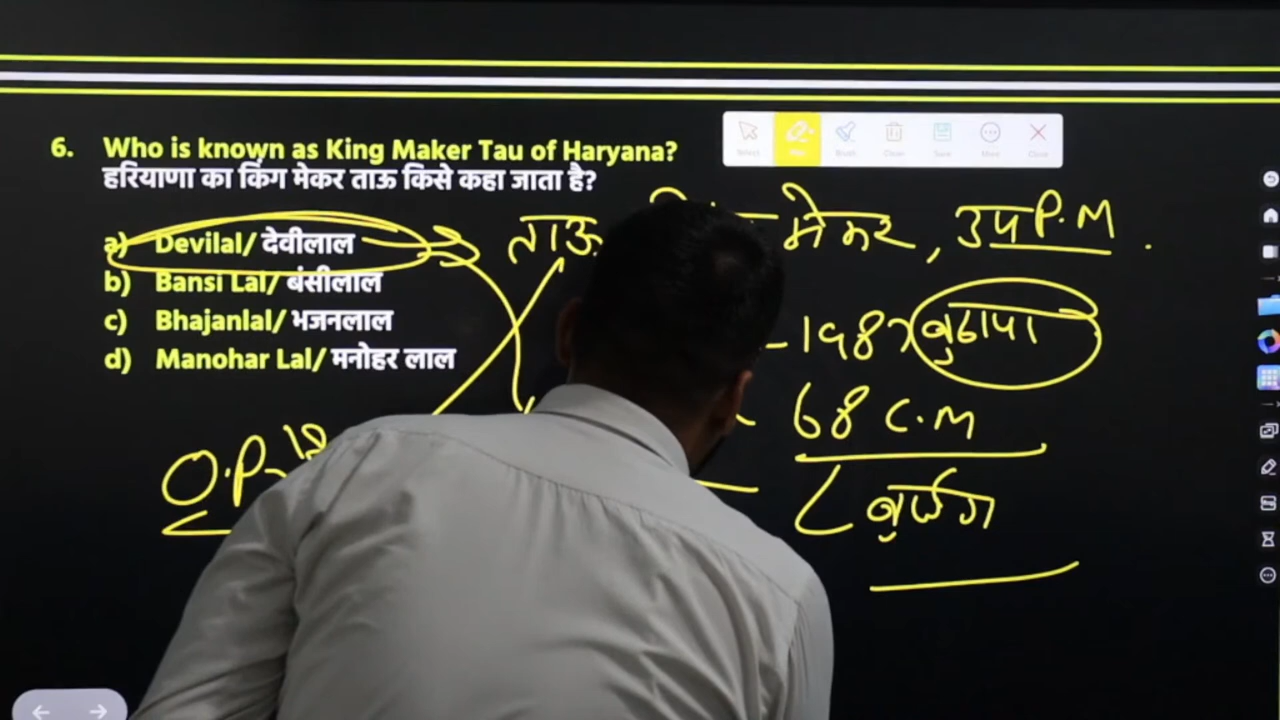 6. Who is known as King Maker Tau of Haryana?
हरियाणा का किंग मेकर ताऊ किसे कहा जाता है?
a) Devilal/ देवीलाल
b) Bansi Lal/ बंसीलाल
c) Bhajanlal/ भजनलाल
d) Manohar Lal/ मनोहर लाल
ताऊ मेकर, उप P.M
1987 बुढापा
68 C.M
O.P